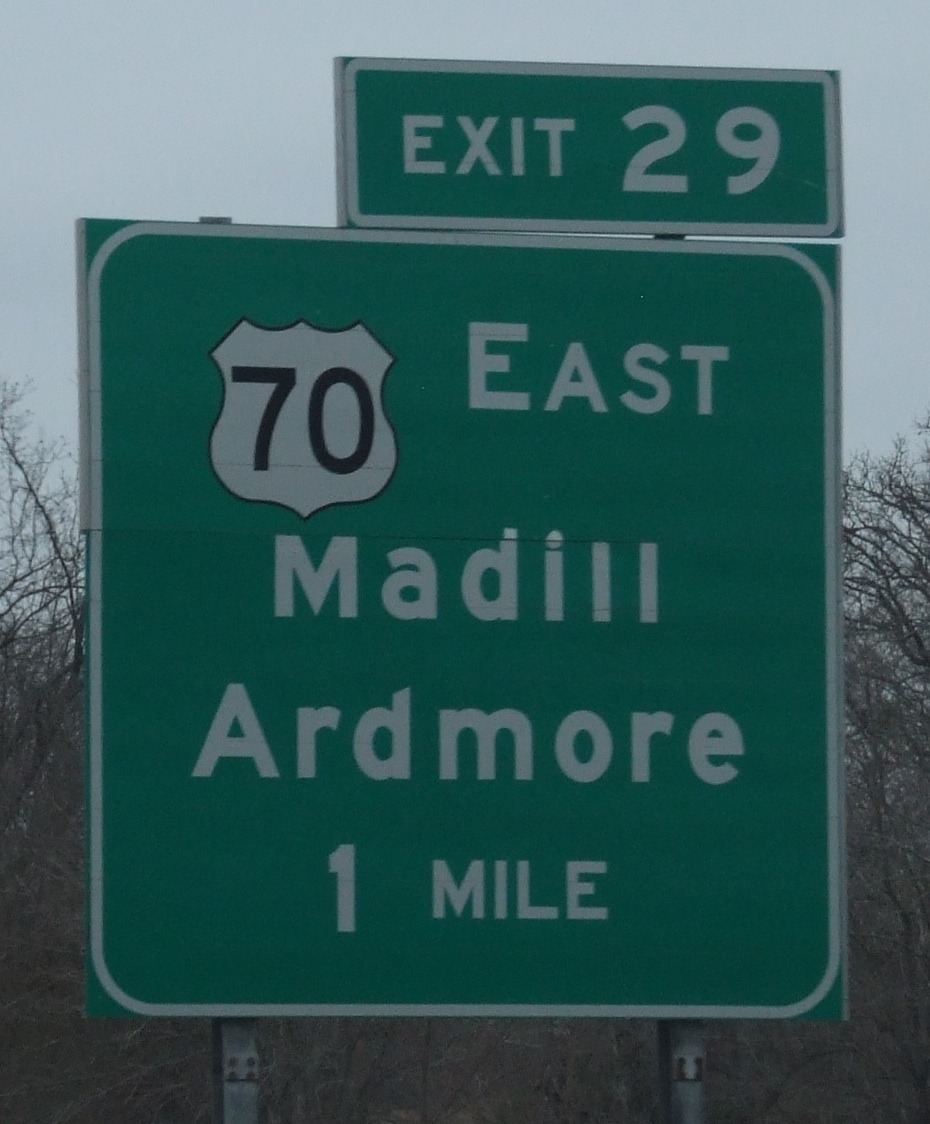 EXIT 29
70 EAST
Madill
Ardmore
1 MILE